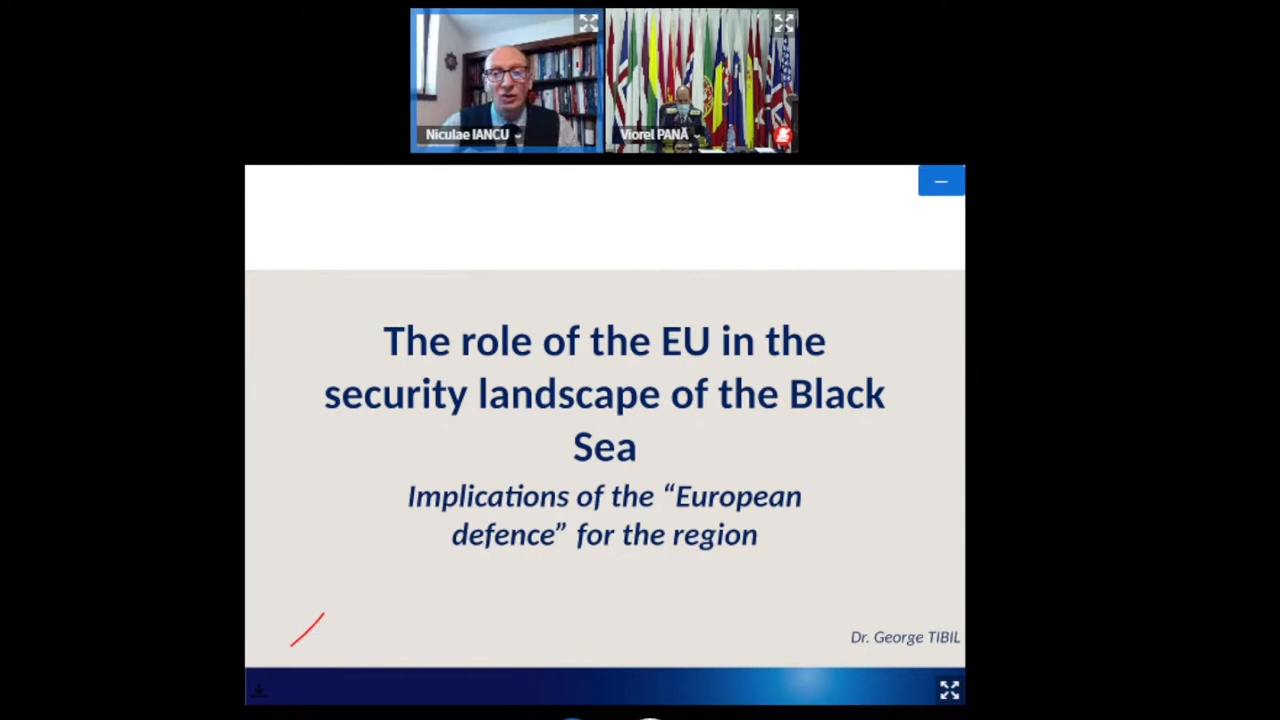 Niculae IANCU
Viorel PANĂ
The role of the EU in the
security landscape of the Black
Sea
Implications of the “European
defence” for the region
Dr. George TIBIL